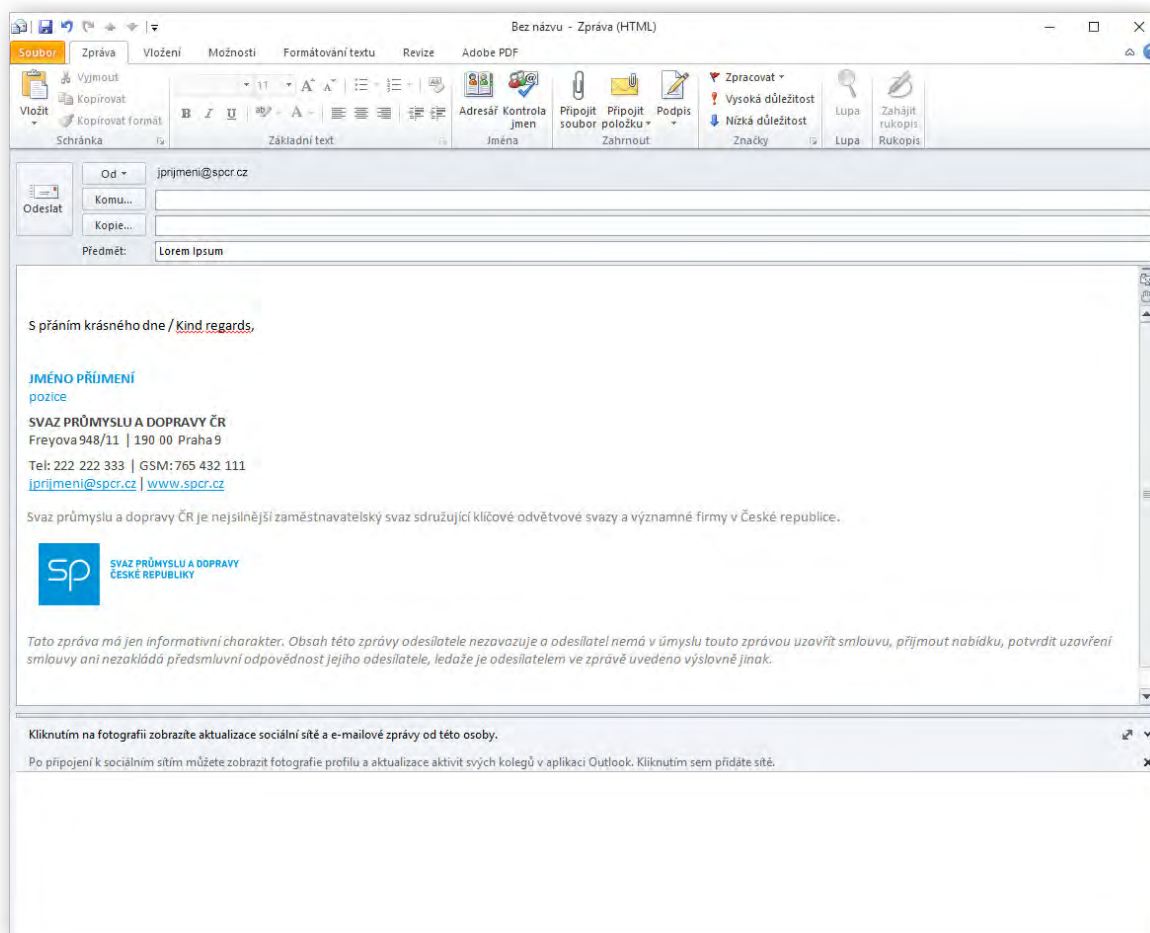 Bez názvu - Zpráva (HTML)
Soubor Zpráva Vložení Možnosti Formátování textu Revize Adobe PDF
Vložit
Vyjmout
Kopírovat
Kopírovat formát
Schránka
11
B I U
Základní text
Adresář Kontrola jmen
Jména
Připojit soubor Připojit položku Podpis
Zahrnout
Zpracovat
Vysoká důležitost
Nízká důležitost
Značky
Lupa
Lupa
Zahájit rukopis
Rukopis
Odeslat
Od jprijmeni@spcr.cz
Komu...
Kopie...
Předmět: Lorem Ipsum
S přáním krásného dne / Kind regards,
JMÉNO PŘÍJMENÍ
pozice
SVAZ PRŮMYSLU A DOPRAVY ČR
Freyova 948/11 | 190 00 Praha 9
Tel: 222 222 333 | GSM: 765 432 111
jprijmeni@spcr.cz | www.spcr.cz
Svaz průmyslu a dopravy ČR je nejsilnější zaměstnavatelský svaz sdružující klíčové odvětvové svazy a významné firmy v České republice.
sp
SVAZ PRŮMYSLU A DOPRAVY
ČESKÉ REPUBLIKY
Tato zpráva má jen informativní charakter. Obsah této zprávy odesílatele nezavazuje a odesílatel nemá v úmyslu touto zprávou uzavřít smlouvu, přijmout nabídku, potvrdit uzavření
smlouvy ani nezakládá předsmluvní odpovědnost jejího odesílatele, ledaže je odesílatelem ve zprávě uvedeno výslovně jinak.
Kliknutím na fotografii zobrazíte aktualizace sociální sítě a e-mailové zprávy od této osoby.
Po připojení k sociálním sítím můžete zobrazit fotografie profilu a aktualizace aktivit svých kolegů v aplikaci Outlook. Kliknutím sem přidáte sítě.